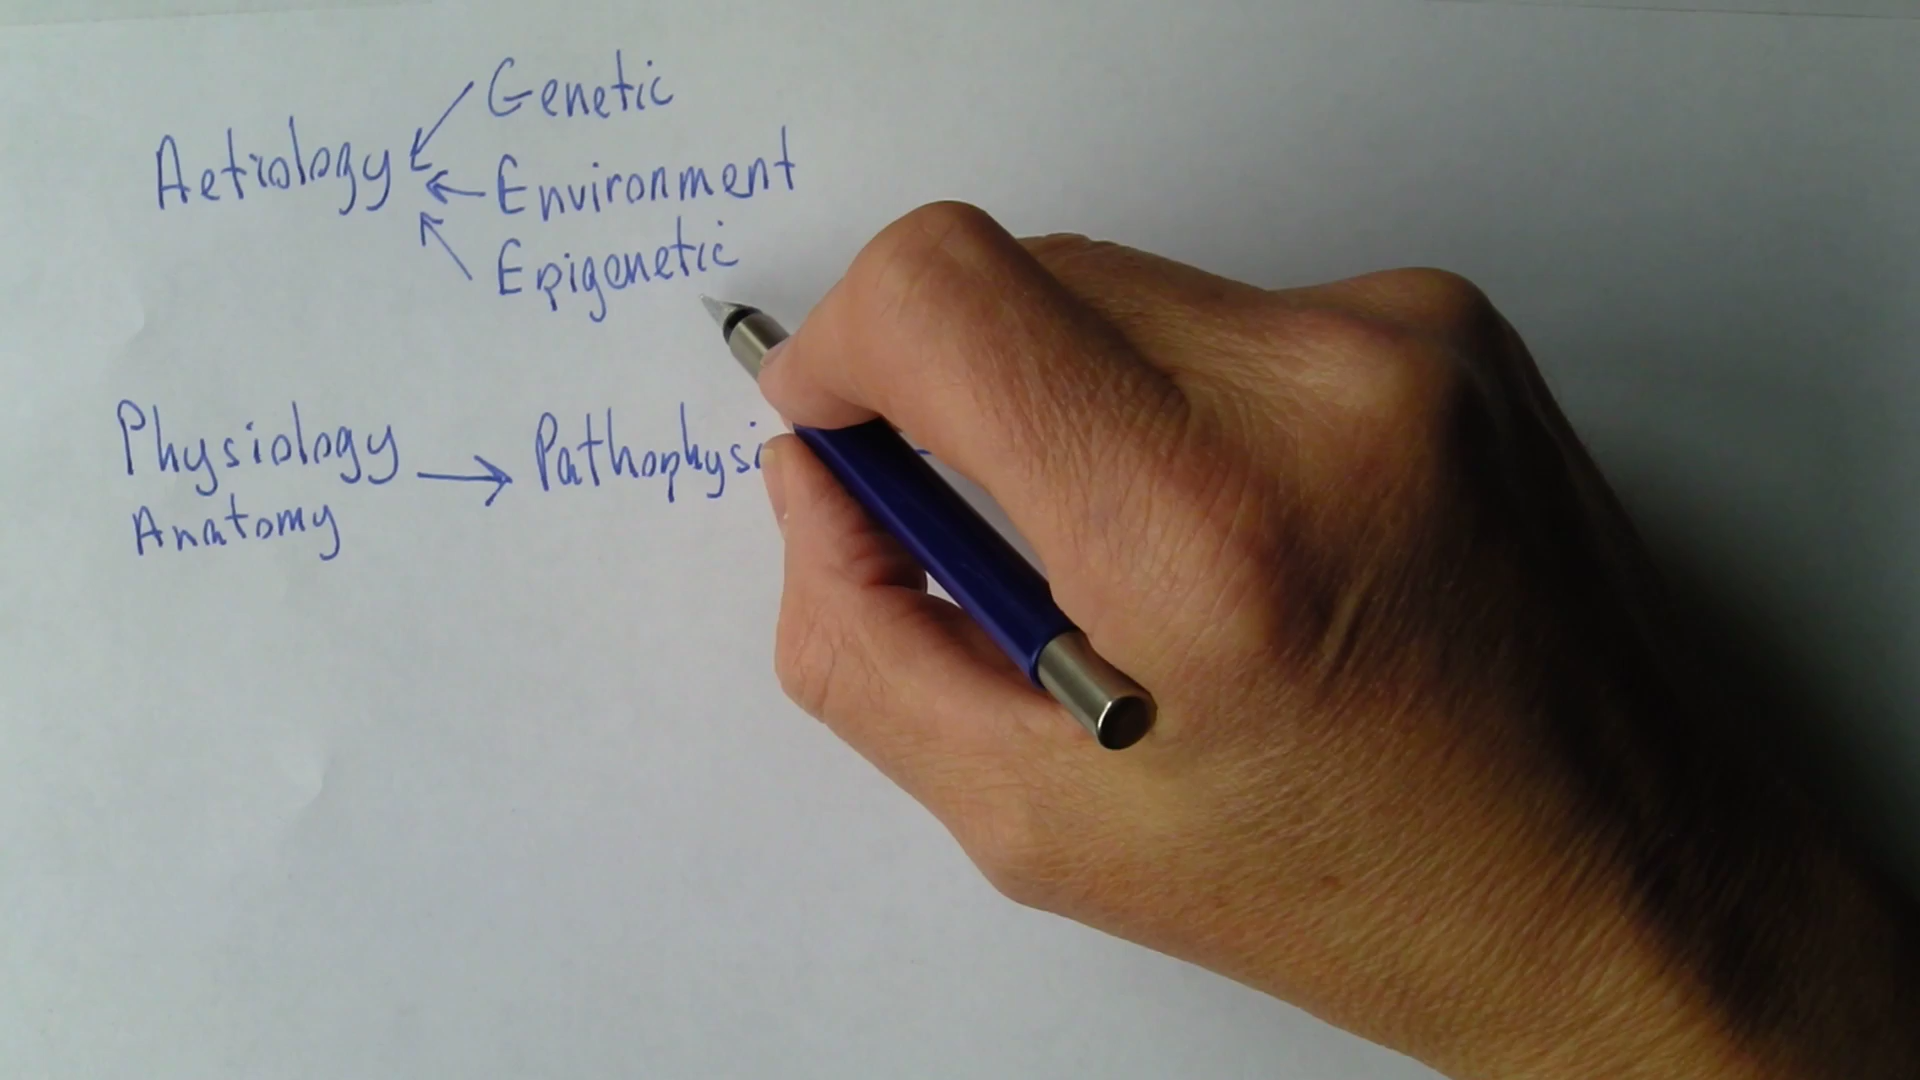 Genetic
Aetiology
Environment
Epigenetic
Physiology → Pathophysi
Anatomy